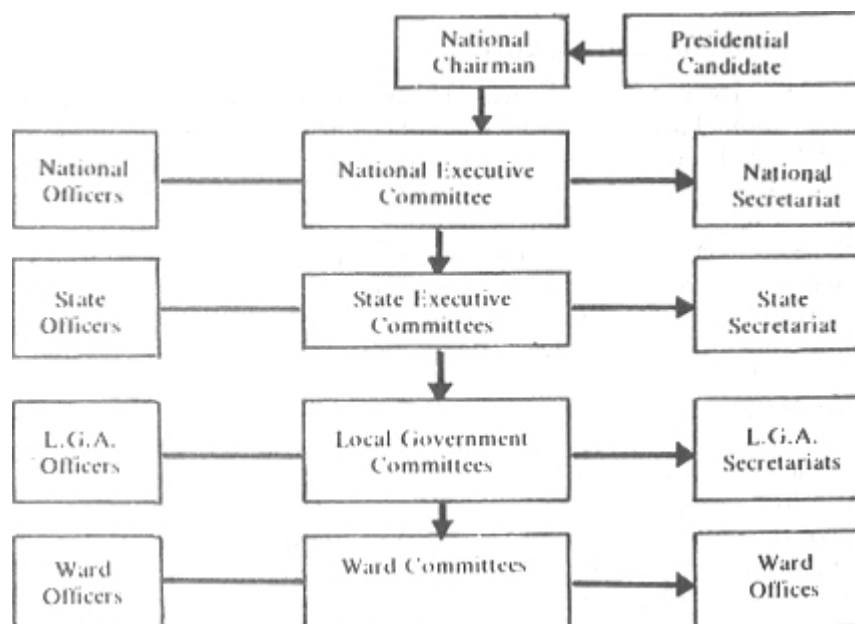 National
Chairman
Presidential
Candidate
National
Officers
National Executive
Committee
National
Secretariat
State
Officers
State Executive
Committees
State
Secretariat
L.G.A.
Officers
Local Government
Committees
L.G.A.
Secretariats
Ward
Officers
Ward Committees
Ward
Offices